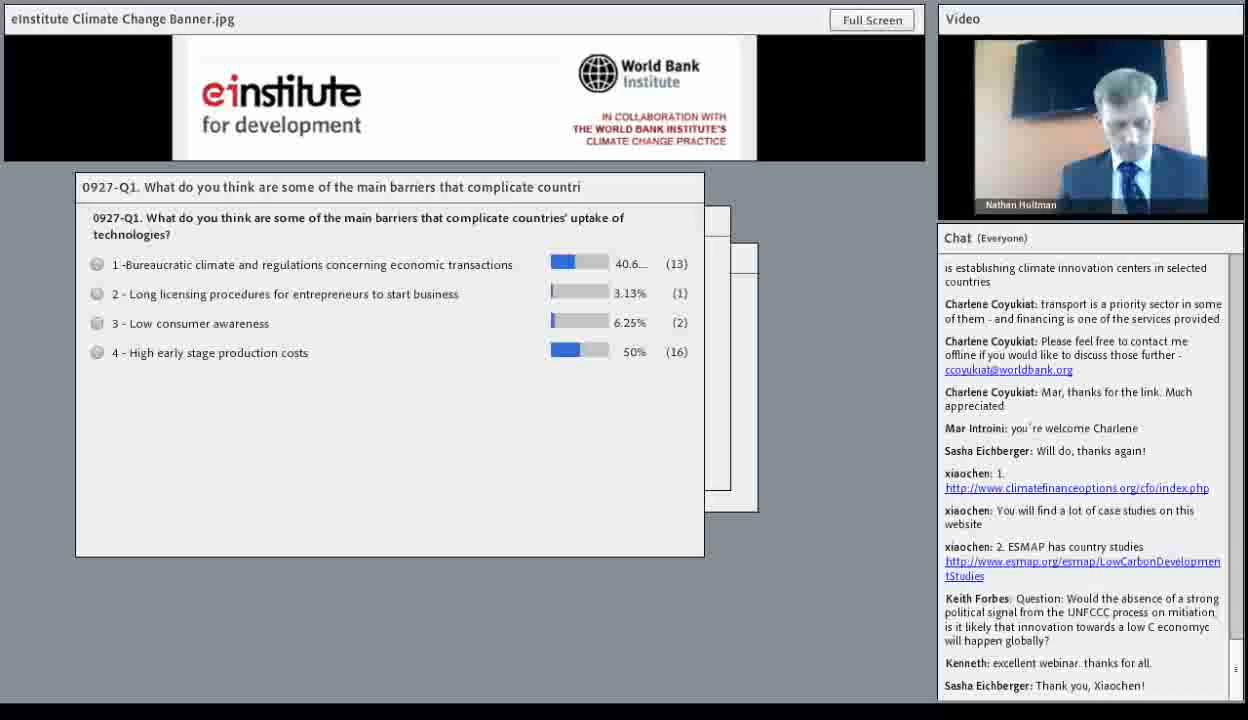 eInstitute Climate Change Banner.jpg
Full Screen
einstitute
for development
World Bank
Institute
IN COLLABORATION WITH
THE WORLD BANK INSTITUTE'S
CLIMATE CHANGE PRACTICE
0927-Q1. What do you think are some of the main barriers that complicate countri
0927-Q1. What do you think are some of the main barriers that complicate countries' uptake of
technologies?
1 -Bureaucratic climate and regulations concerning economic transactions 40.6... (13)
2 - Long licensing procedures for entrepreneurs to start business 3.13% (1)
3 - Low consumer awareness 6.25% (2)
4 - High early stage production costs 50% (16)
Video
Nathan Hultman
Chat (Everyone)
is establishing climate innovation centers in selected
countries
Charlene Coyukiat: transport is a priority sector in some
of them - and financing is one of the services provided
Charlene Coyukiat: Please feel free to contact me
offline if you would like to discuss those further -
ccoyukiat@worldbank.org
Charlene Coyukiat: Mar, thanks for the link. Much
appreciated
Mar Introini: you´re welcome Charlene
Sasha Eichberger: Will do, thanks again!
xiaochen: 1.
http://www.climatefinanceoptions.org/cfo/index.php
xiaochen: You will find a lot of case studies on this
website
xiaochen: 2. ESMAP has country studies
http://www.esmap.org/esmap/LowCarbonDevelopmen
tStudies
Keith Forbes: Question: Would the absence of a strong
political signal from the UNFCCC process on mitiation,
is it likely that innovation towards a low C economyc
will happen globally?
Kenneth: excellent webinar. thanks for all.
Sasha Eichberger: Thank you, Xiaochen!